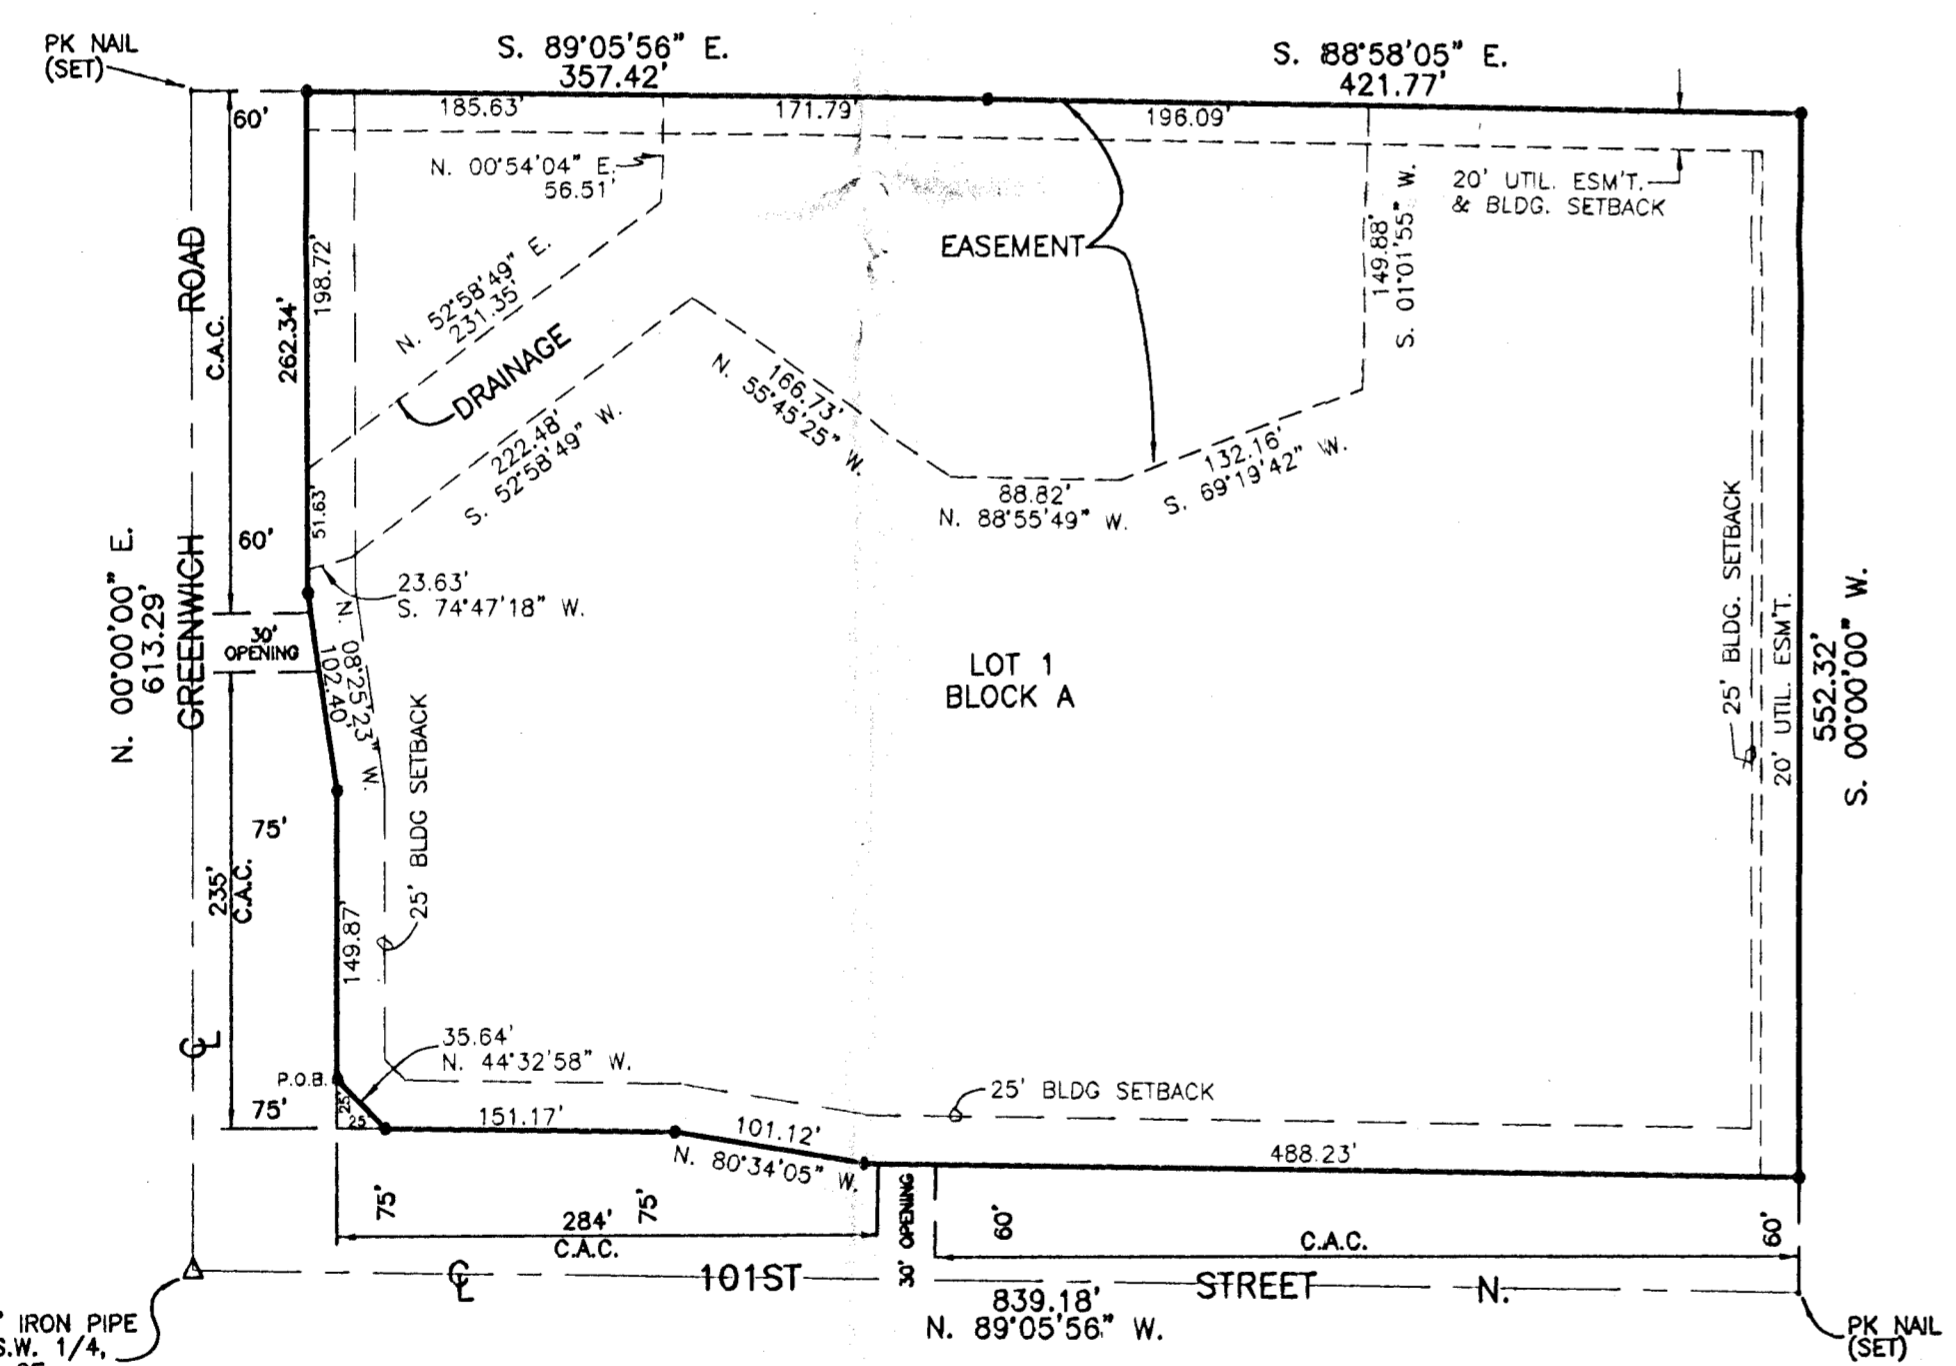 PK NAIL
(SET)
S. 89°05'56" E.
357.42'
S. 88°58'05" E.
421.77'
60'
185.63'
171.79'
196.09'
N. 00°54'04" E.
56.51'
20' UTIL. ESM'T.
& BLDG. SETBACK
149.88'
S. 01°01'55" W.
EASEMENT
ROAD
C.A.C.
262.34'
198.72'
N. 52°58'49" E.
231.35'
DRAINAGE
222.48'
S. 52°58'49" W.
166.73'
N. 55°45'25" W.
132.16'
S. 69°19'42" W.
88.82'
N. 88°55'49" W.
51.63'
60'
23.63'
S. 74°47'18" W.
N. 00°00'00" E.
613.29'
GREENWICH
30'
OPENING
N. 08°25'23" W.
102.40'
LOT 1
BLOCK A
25' BLDG. SETBACK
20' UTIL. ESM'T.
552.32'
S. 00°00'00" W.
25' BLDG SETBACK
75'
235'
C.A.C.
149.87'
35.64'
N. 44°32'58" W.
P.O.B.
25'
25'
75'
25' BLDG SETBACK
151.17'
101.12'
N. 80°34'05" W.
488.23'
75'
75'
284'
C.A.C.
30' OPENING
60'
C.A.C.
60'
101ST STREET N.
839.18'
N. 89°05'56" W.
IRON PIPE
S.W. 1/4,
PK NAIL
(SET)